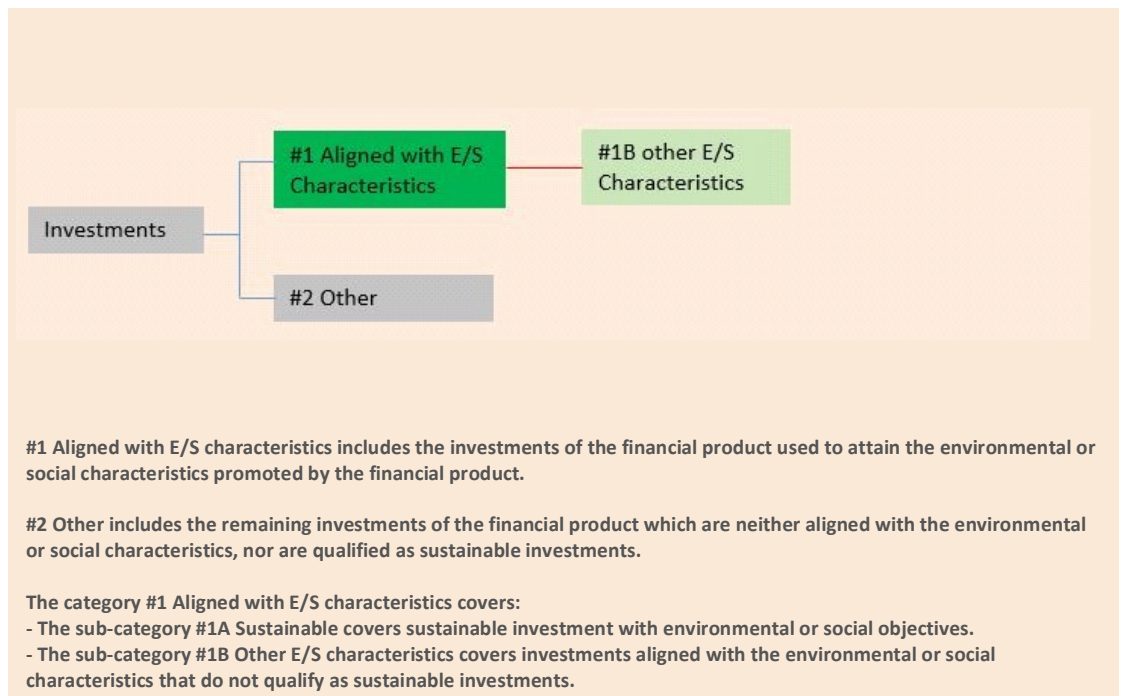 #1 Aligned with E/S
Characteristics
#1B other E/S
Characteristics
Investments
#2 Other
#1 Aligned with E/S characteristics includes the investments of the financial product used to attain the environmental or
social characteristics promoted by the financial product.
#2 Other includes the remaining investments of the financial product which are neither aligned with the environmental
or social characteristics, nor are qualified as sustainable investments.
The category #1 Aligned with E/S characteristics covers:
- The sub-category #1A Sustainable covers sustainable investment with environmental or social objectives.
- The sub-category #1B Other E/S characteristics covers investments aligned with the environmental or social
characteristics that do not qualify as sustainable investments.